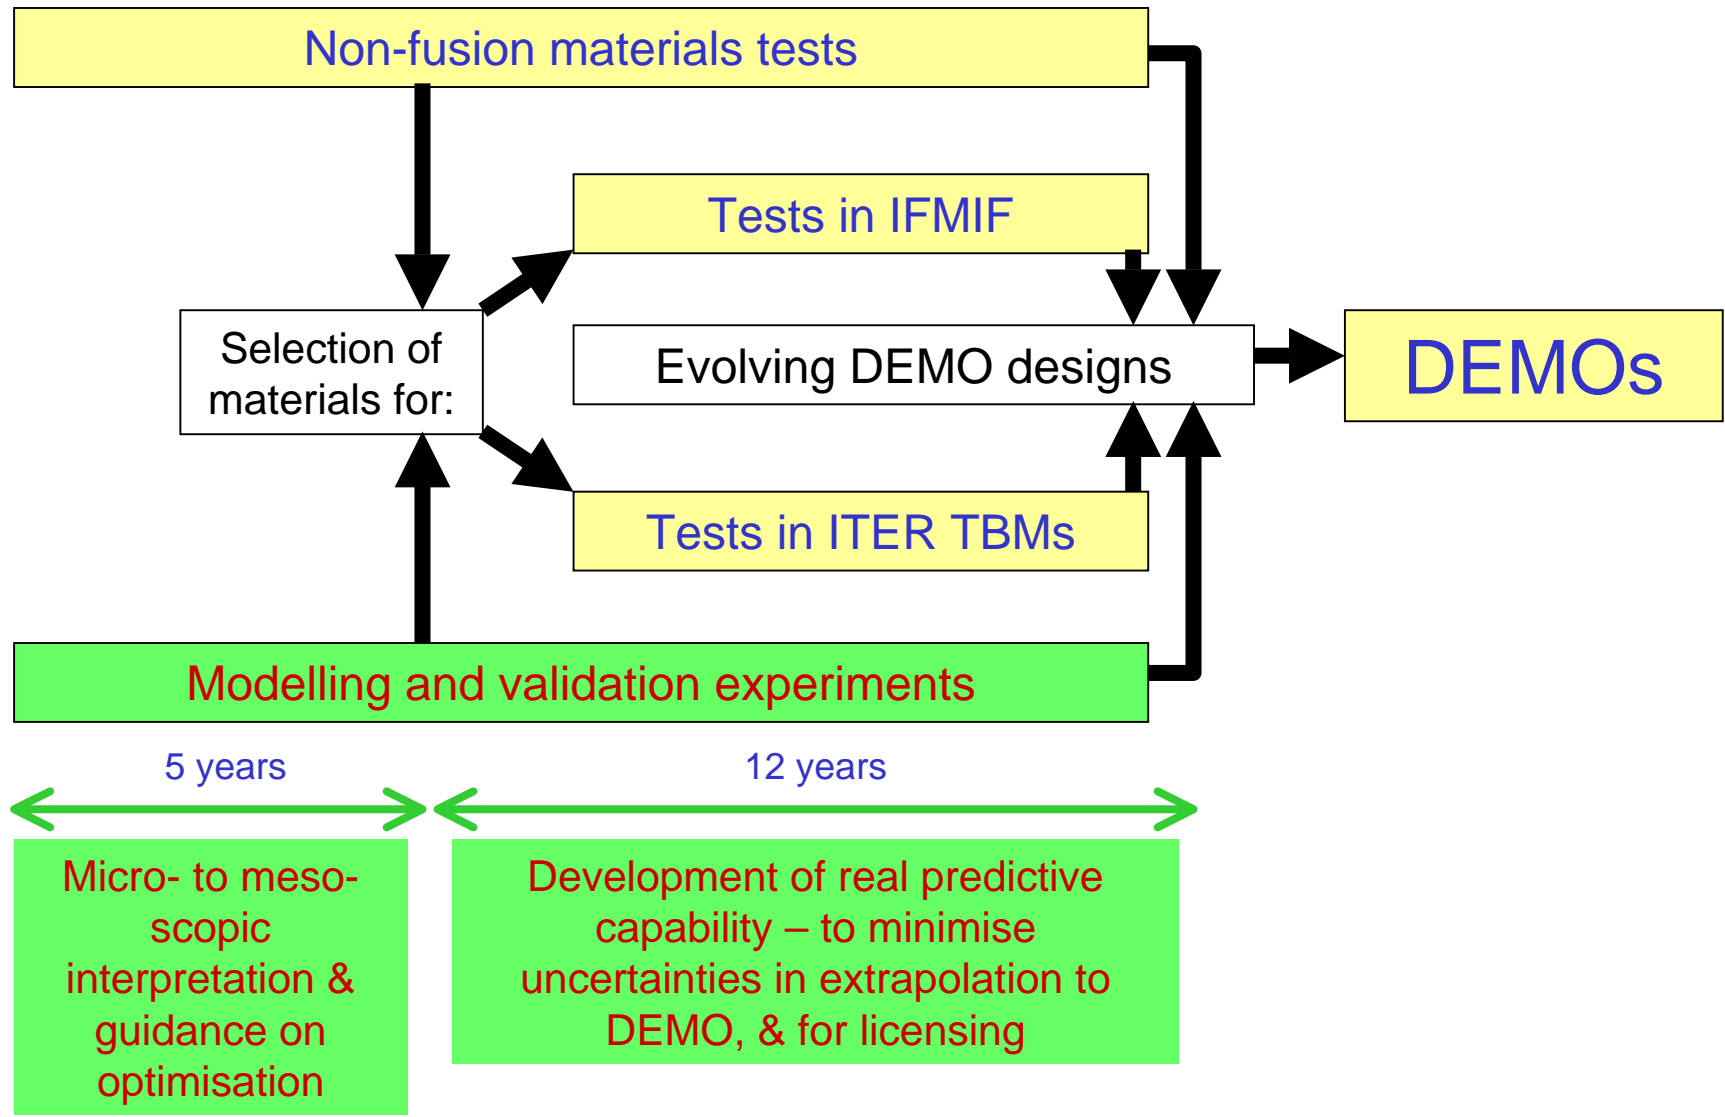 Non-fusion materials tests
Tests in IFMIF
Selection of
materials for:
Evolving DEMO designs
DEMOs
Tests in ITER TBMs
Modelling and validation experiments
5 years
12 years
Micro- to meso-
scopic
interpretation &
guidance on
optimisation
Development of real predictive
capability – to minimise
uncertainties in extrapolation to
DEMO, & for licensing